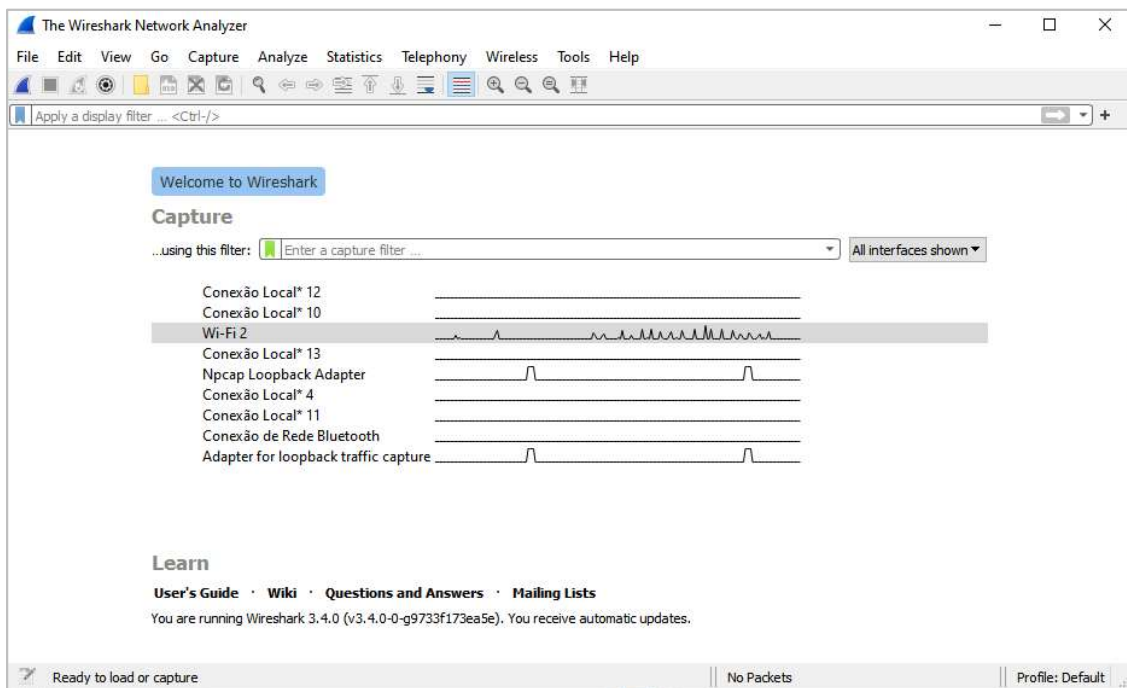 The Wireshark Network Analyzer
File Edit View Go Capture Analyze Statistics Telephony Wireless Tools Help
Apply a display filter ... <Ctrl-/>
+
Welcome to Wireshark
Capture
...using this filter: Enter a capture filter ... All interfaces shown
Conexão Local* 12
Conexão Local* 10
Wi-Fi 2
Conexão Local* 13
Npcap Loopback Adapter
Conexão Local* 4
Conexão Local* 11
Conexão de Rede Bluetooth
Adapter for loopback traffic capture
Learn
User's Guide · Wiki · Questions and Answers · Mailing Lists
You are running Wireshark 3.4.0 (v3.4.0-0-g9733f173ea5e). You receive automatic updates.
Ready to load or capture No Packets Profile: Default